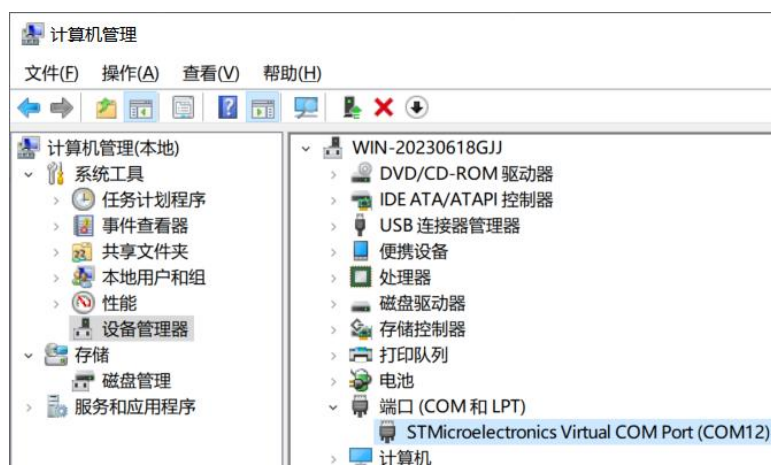 计算机管理
文件(F) 操作(A) 查看(V) 帮助(H)
计算机管理(本地)
系统工具
任务计划程序
事件查看器
共享文件夹
本地用户和组
性能
设备管理器
存储
磁盘管理
服务和应用程序
WIN-20230618GJJ
DVD/CD-ROM 驱动器
IDE ATA/ATAPI 控制器
USB 连接器管理器
便携设备
处理器
磁盘驱动器
存储控制器
打印队列
电池
端口 (COM 和 LPT)
STMicroelectronics Virtual COM Port (COM12)
计算机